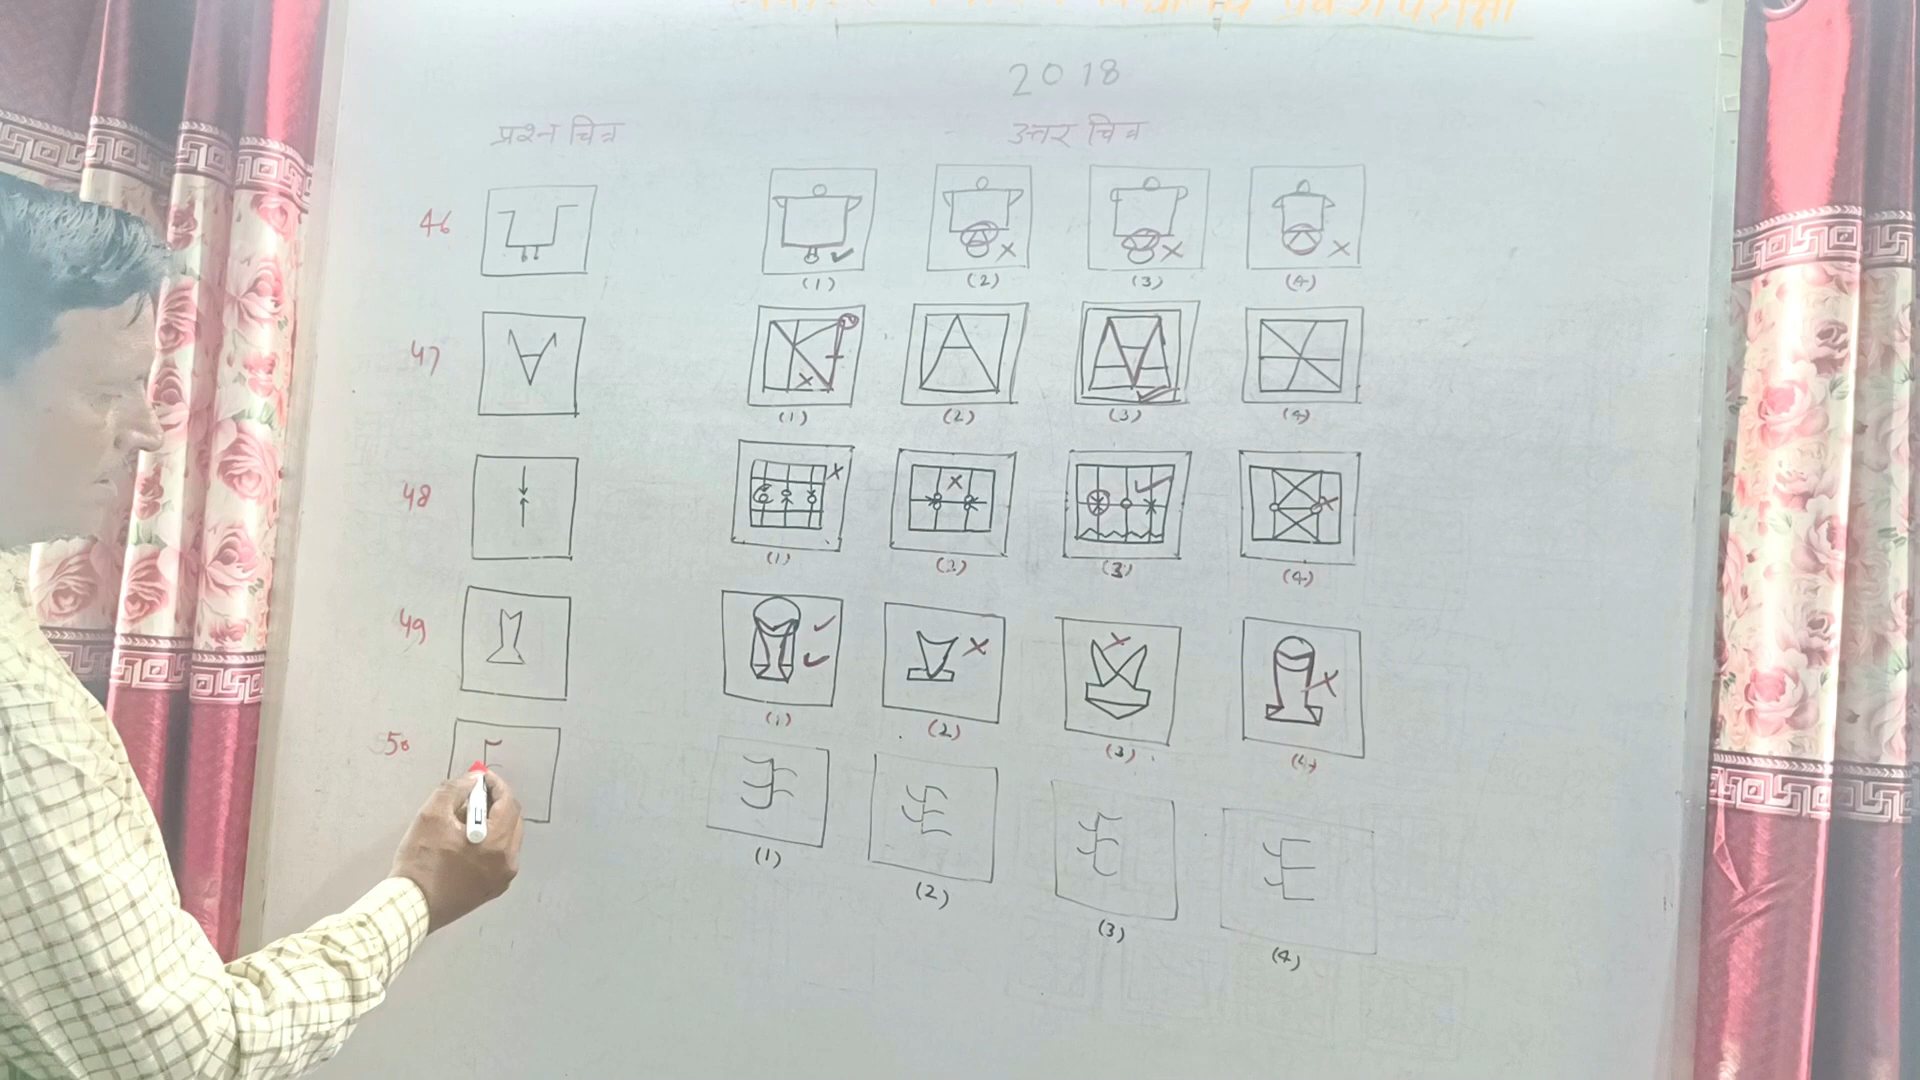 2018
प्रश्न चित्र
उत्तर चित्र
46
(1) (2) (3) (4)
47
(1) (2) (3) (4)
48
(1) (2) (3) (4)
49
(1) (2) (3) (4)
50
(1) (2) (3) (4)